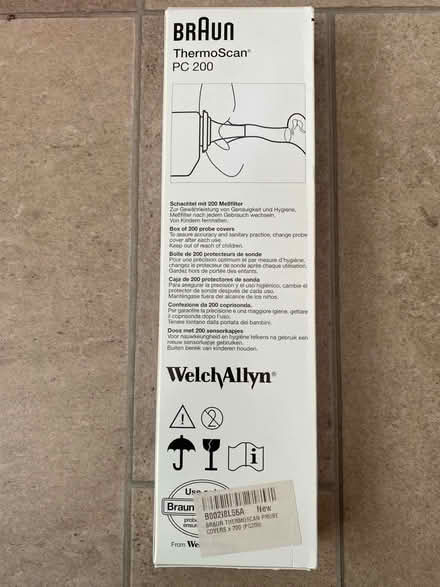 BRAUN
ThermoScan®
PC 200
Schachtel mit 200 Meßfilter
Zur Gewährleistung von Genauigkeit und Hygiene,
Meßfilter nach jedem Gebrauch wechseln.
Von Kindern fernhalten.
Box of 200 probe covers
To assure accuracy and sanitary practice, change probe
cover after each use.
Keep out of reach of children.
Boîte de 200 protecteurs de sonde
Pour une précision optimum et par mesure d'hygiène,
changez le protecteur de sonde après chaque utilisation.
Gardez hors de portée des enfants.
Caja de 200 protectores de sonda
Para asegurar la precisión y el uso higiénico, cambie el
protector de sonda después de cada uso.
Manténgase fuera del alcance de los niños.
Confezione da 200 coprisonda.
Per garantire la precisione e una maggiore igiene, gettare
il coprisonda dopo l'uso.
Tenere lontano dalla portata dei bambini.
Doos met 200 sensorkapjes
Voor nauwkeurigheid en hygiëne telkens na gebruik een
nieuw sensorkapje gebruiken.
Buiten bereik van kinderen houden.
WelchAllyn®
2
i
Use
Braun
probe
ensu
From We
B002I8LS6A New
BRAUN THERMOSCAN PROBE
COVERS X 200 (PC200)